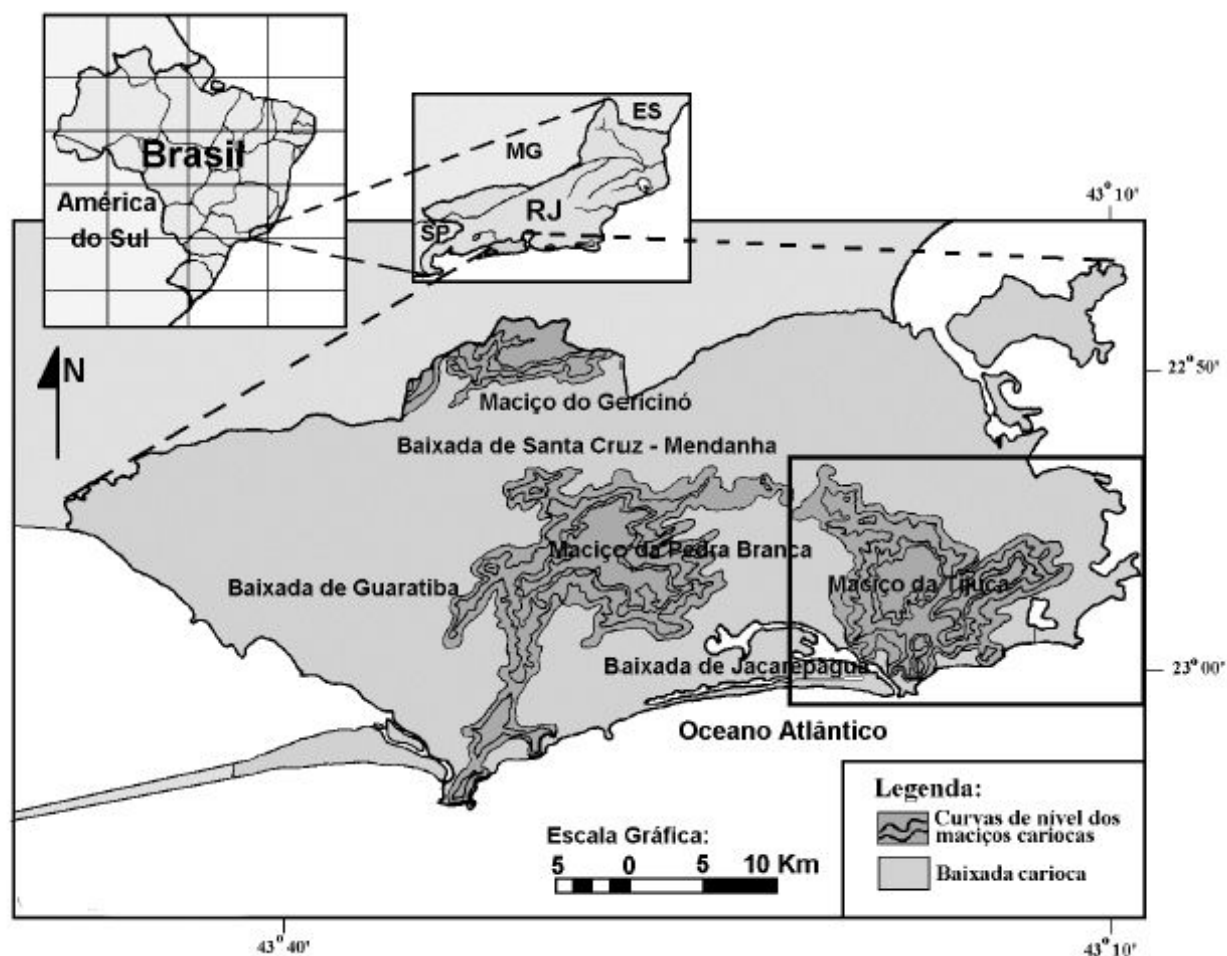 Brasil
América
do Sul
ES
MG
RJ
SP
43°10'
N
22°50'
Maciço do Gericinó
Baixada de Santa Cruz - Mendanha
Maciço da Pedra Branca
Baixada de Guaratiba
Maciço da Tijuca
Baixada de Jacarepaguá
23°00'
Oceano Atlântico
Legenda:
Curvas de nível dos
maciços cariocas
Baixada carioca
Escala Gráfica:
5 0 5 10 Km
43°40'
43°10'